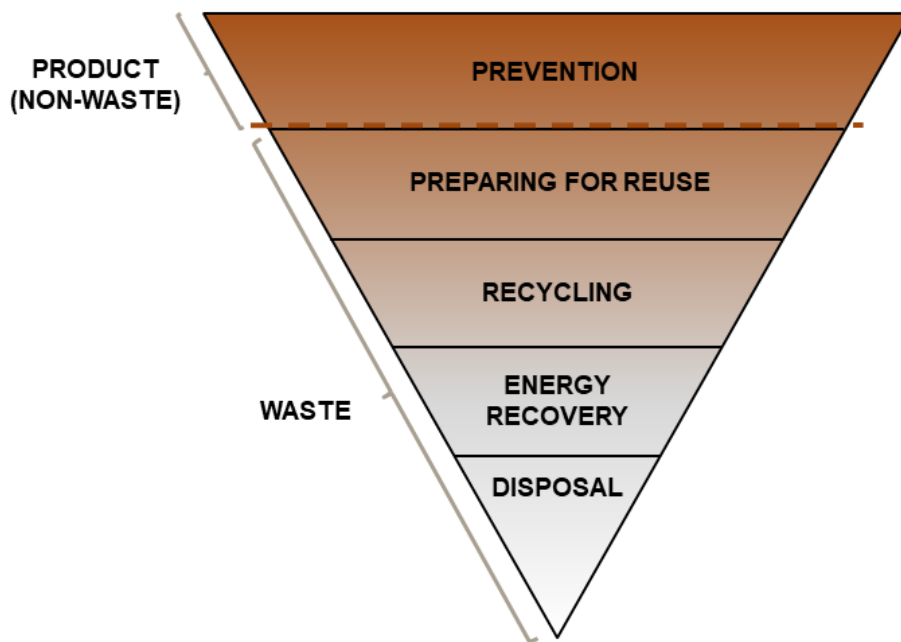 PRODUCT
(NON-WASTE)
PREVENTION
PREPARING FOR REUSE
RECYCLING
ENERGY
RECOVERY
WASTE
DISPOSAL